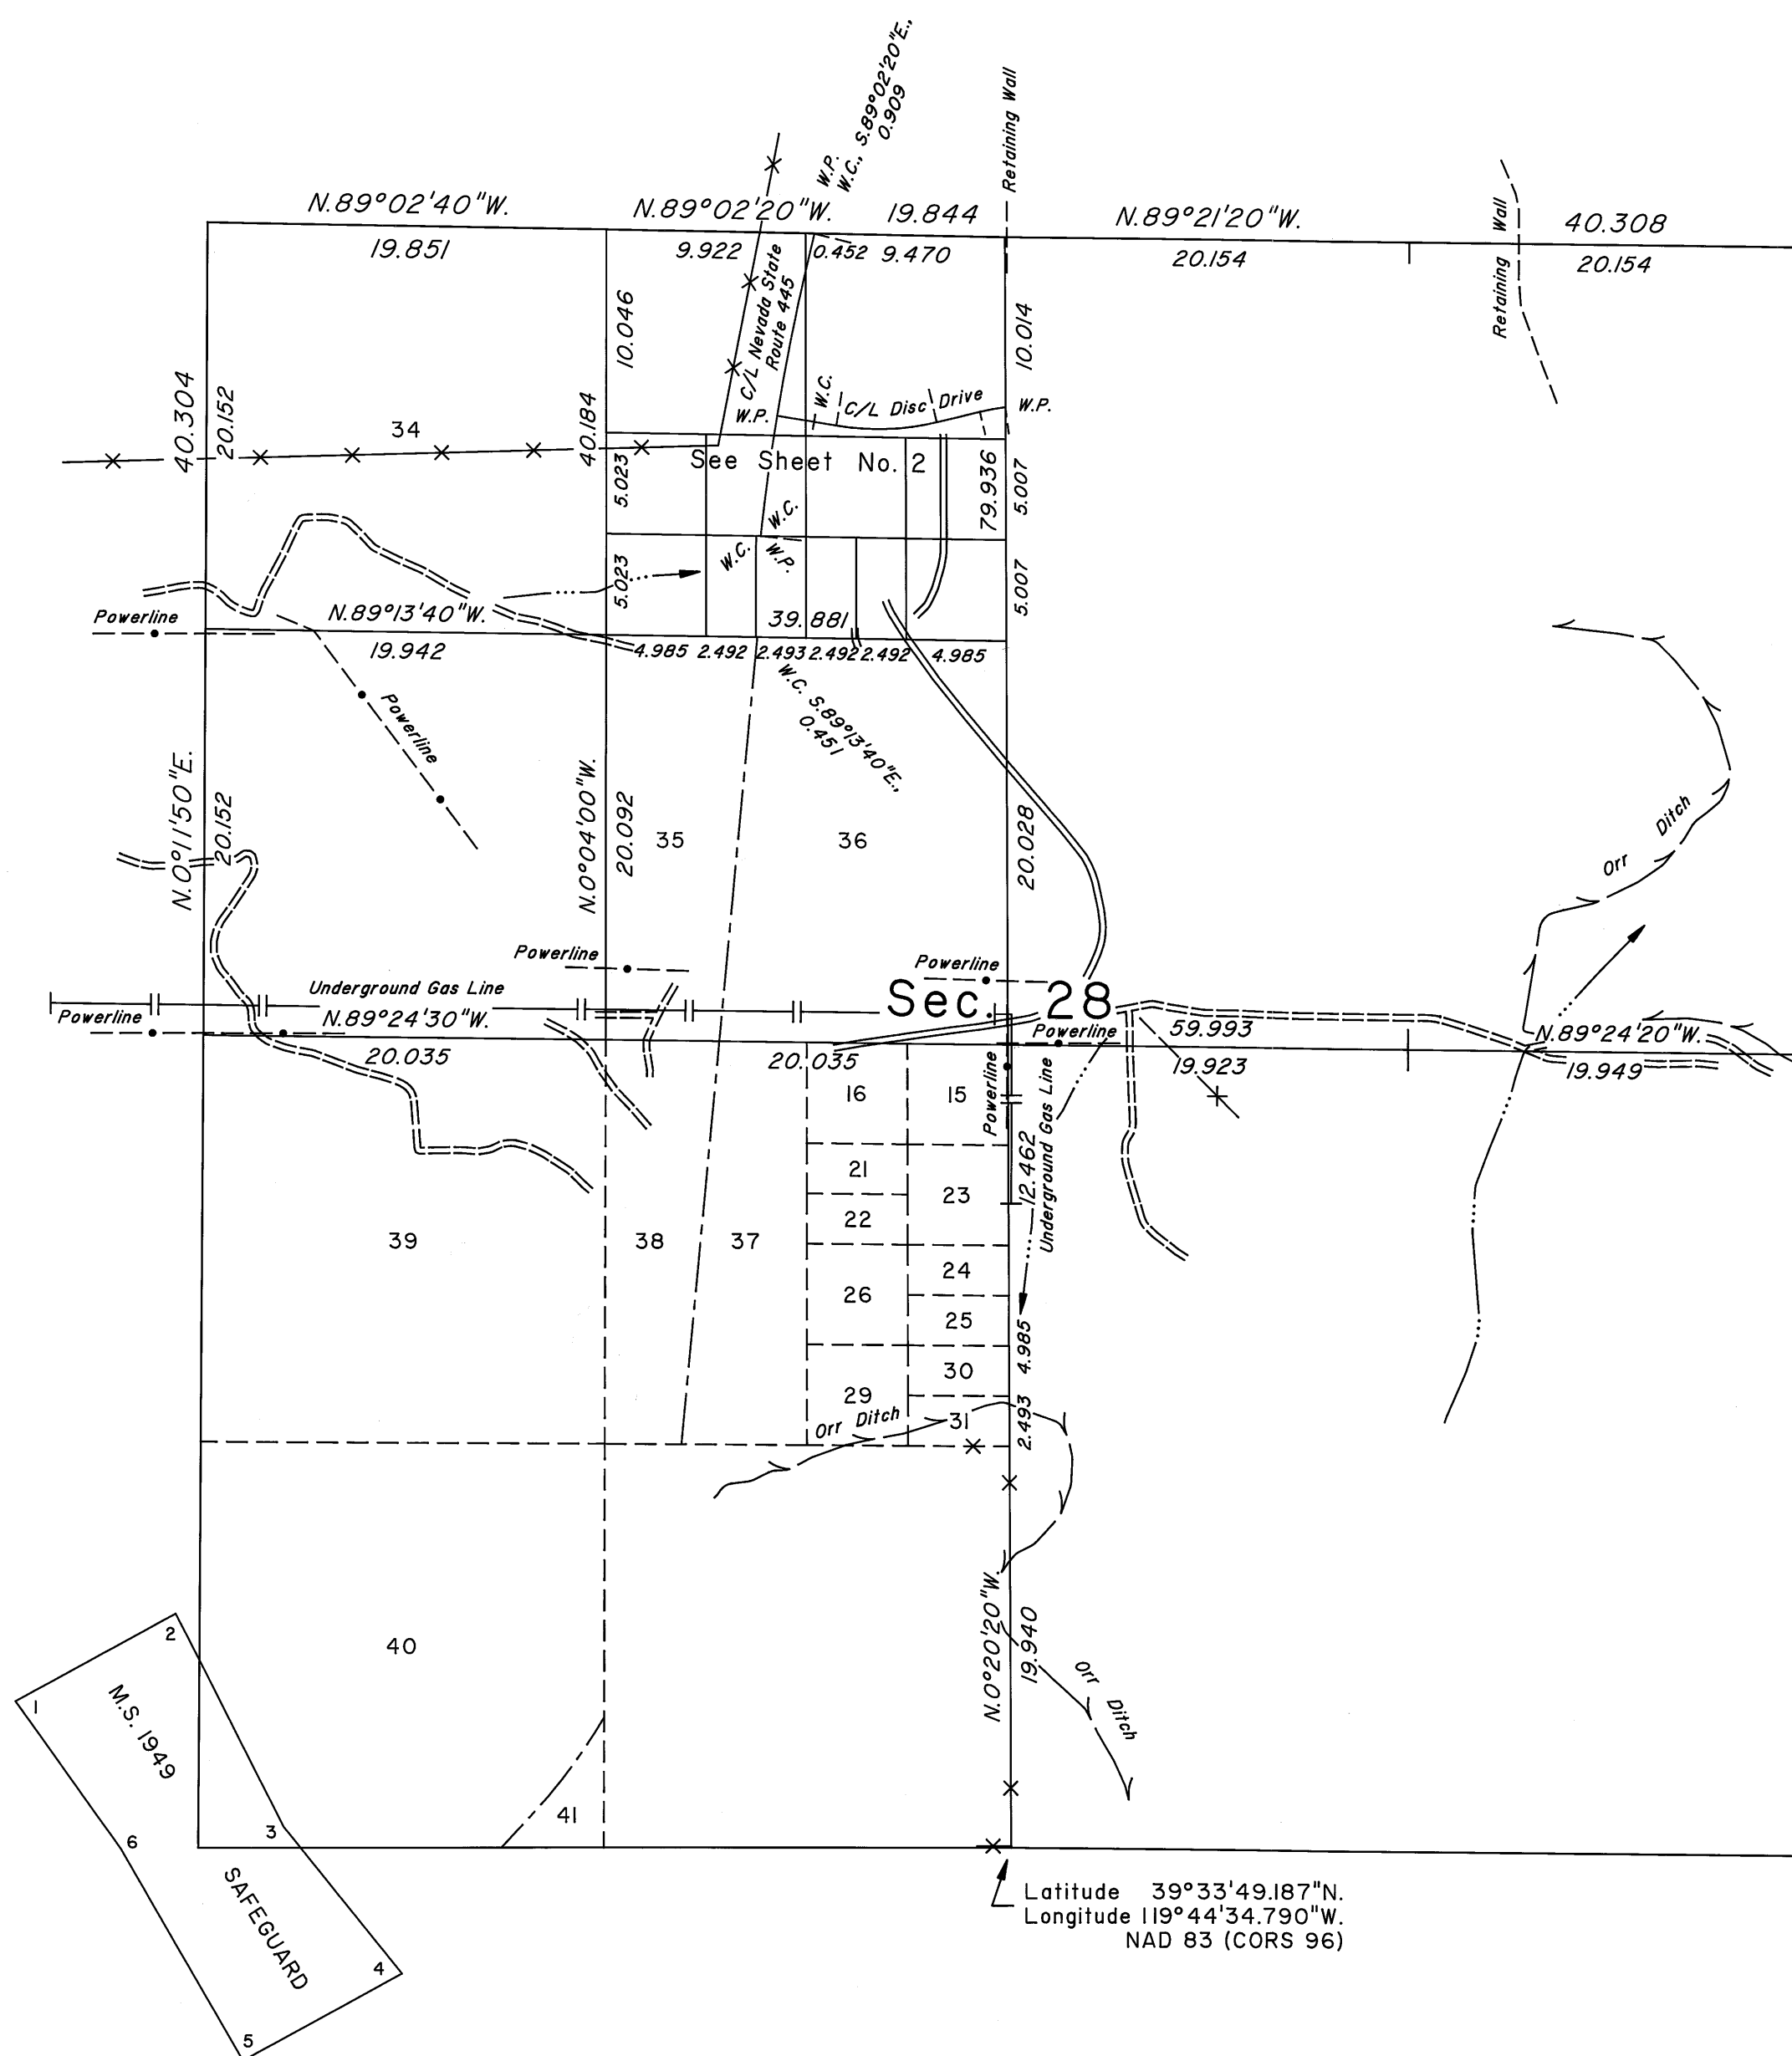 W.P.
W.C., S.89°02'20"E.,
0.909
Retaining Wall
N.89°02'40"W.
N.89°02'20"W.
19.844
N.89°21'20"W.
40.308
19.851
9.922
0.452
9.470
20.154
20.154
Retaining Wall
Retaining Wall
C/L Nevada State
Route 445
W.P.
10.046
10.014
40.304
20.152
34
40.184
W.C.
C/L Disc Drive
W.P.
See Sheet No. 2
5.023
79.936
5.007
W.C.
W.C.
W.P.
5.023
5.007
Powerline
N.89°13'40"W.
39.881
19.942
4.985
2.492
2.493
2.492
2.492
4.985
W.C. S.89°13'40"E.,
0.451
Powerline
N.0°11'50"E.
20.152
N.0°04'00"W.
20.092
35
36
20.028
Orr Ditch
Powerline
Powerline
Underground Gas Line
Sec. 28
Powerline
N.89°24'30"W.
Powerline
59.993
N.89°24'20"W.
20.035
20.035
19.923
19.949
16
15
Powerline
Underground Gas Line
12.462
21
23
22
39
38
37
24
26
25
4.985
30
29
31
2.493
Orr Ditch
N.0°20'20"W.
19.940
40
Orr Ditch
2
1
M.S. 1949
41
3
6
SAFEGUARD
4
5
Latitude 39°33'49.187"N.
Longitude 119°44'34.790"W.
NAD 83 (CORS 96)